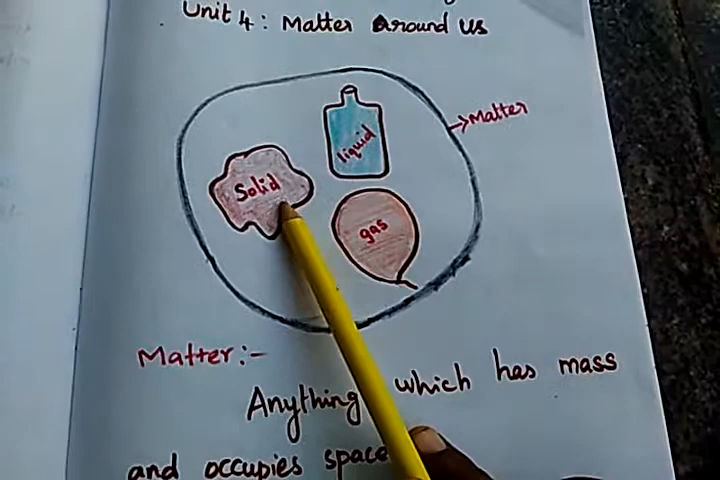 Unit 4: Matter Around Us
Matter
liquid
Solid
gas
Matter:-
Anything which has mass
and occupies space